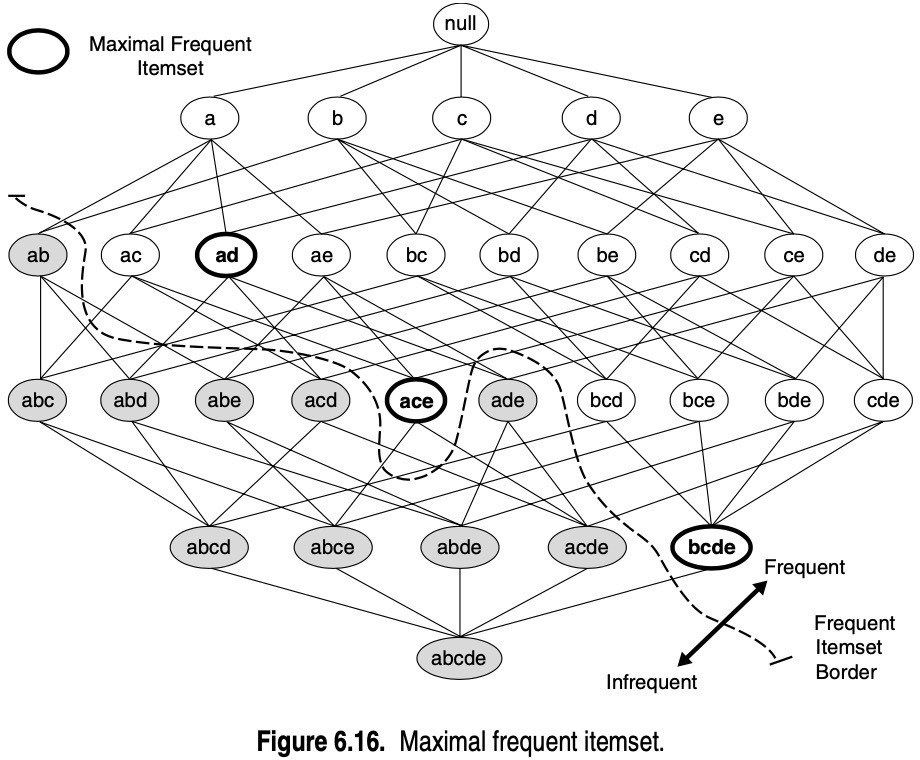 null
Maximal Frequent
Itemset
a b c d e
ab ac ad ae bc bd be cd ce de
abc abd abe acd ace ade bcd bce bde cde
abcd abce abde acde bcde
Frequent
Frequent
Itemset
Border
abcde
Infrequent
Figure 6.16. Maximal frequent itemset.